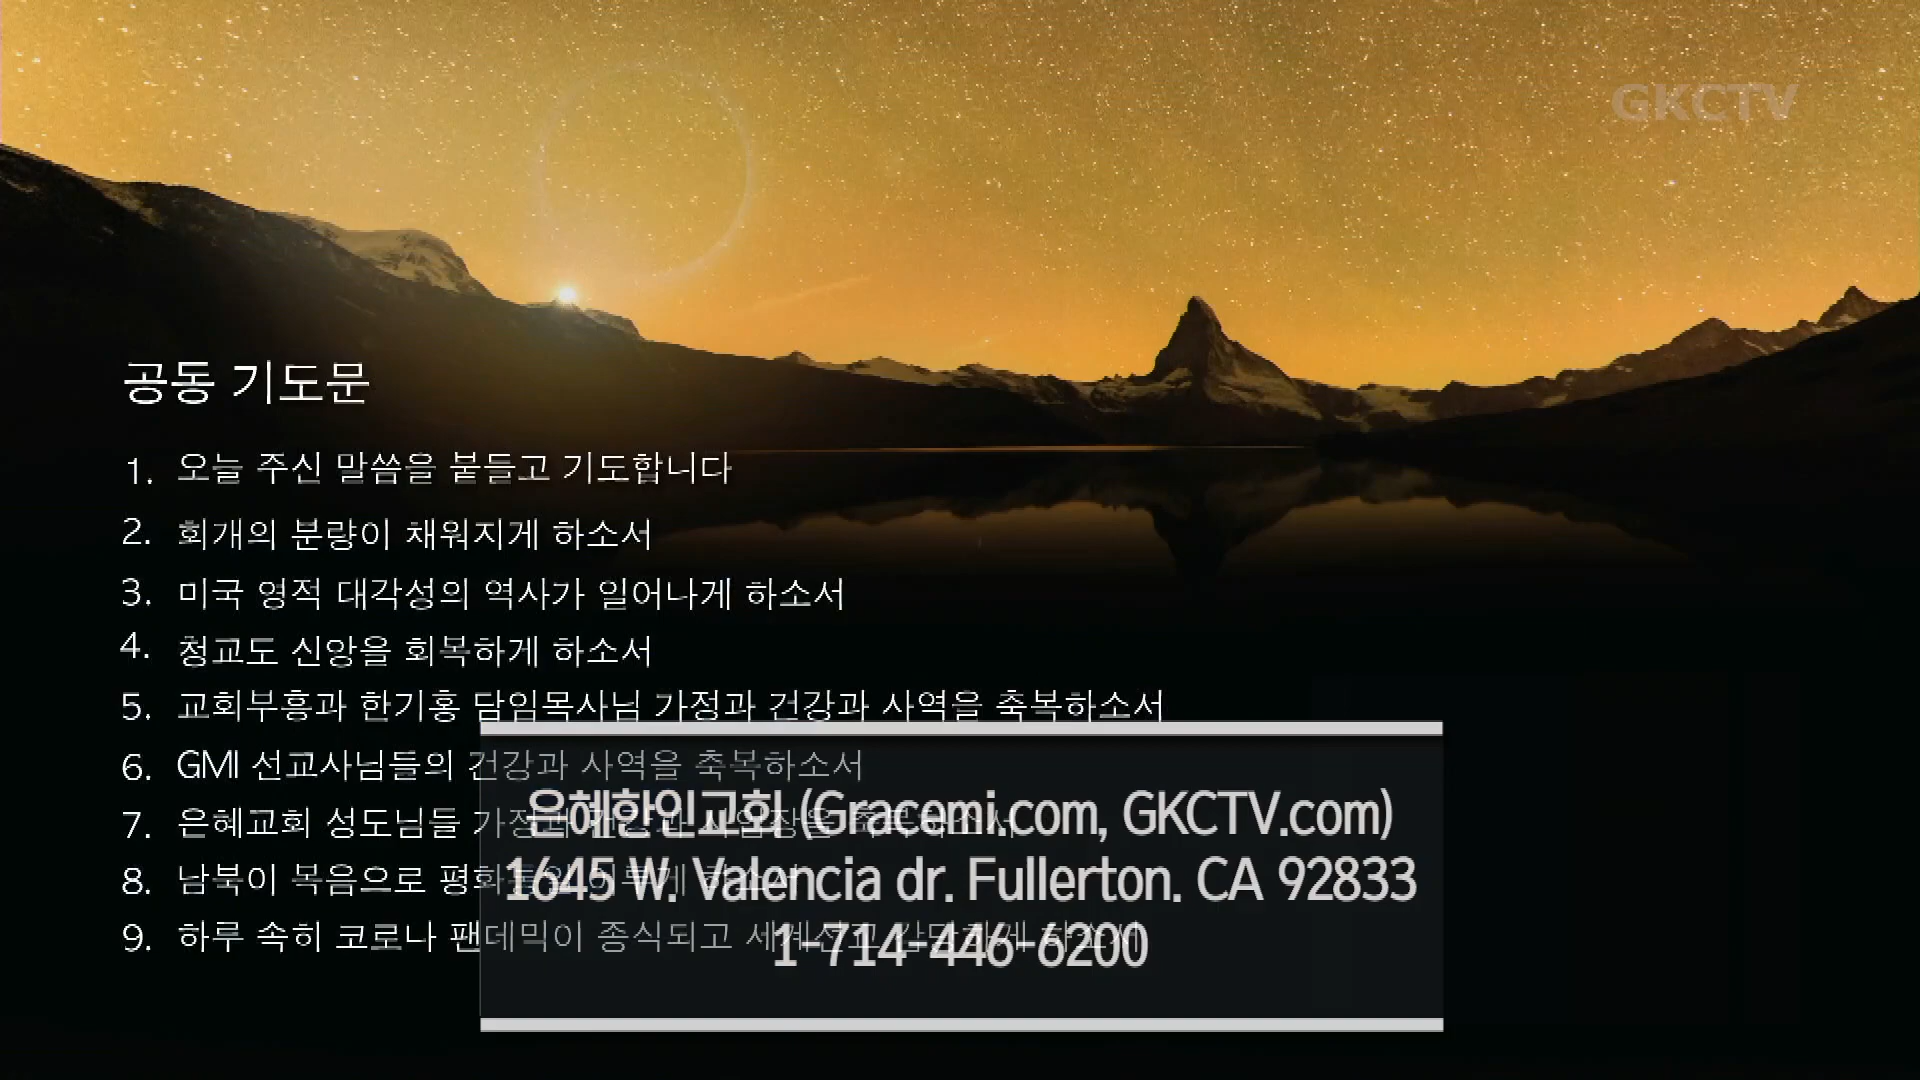 GKCTV
공동 기도문
1. 오늘 주신 말씀을 붙들고 기도합니다
2. 회개의 분량이 채워지게 하소서
3. 미국 영적 대각성의 역사가 일어나게 하소서
4. 청교도 신앙을 회복하게 하소서
5. 교회부흥과 한기홍 담임목사님 가정과 건강과 사역을 축복하소서
6. GMI 선교사님들의 건강과 사역을 축복하소서
7. 은혜교회 성도님들 가정과
8. 남북이 복음으로 평화통일 이루게 하소서
9. 하루 속히 코로나 팬데믹이 종식되고
은혜한인교회 (Gracemi.com, GKCTV.com)
1645 W. Valencia dr. Fullerton. CA 92833
1-714-446-6200